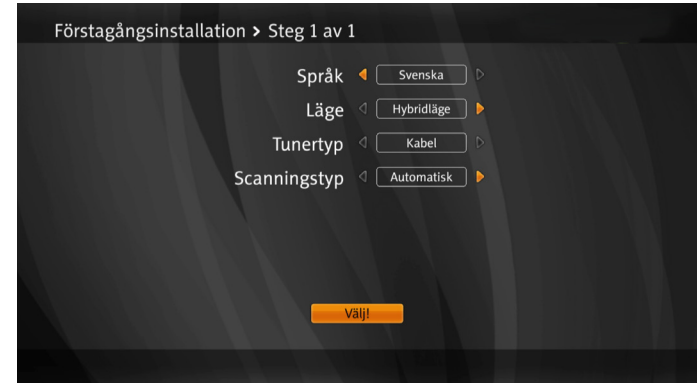 Förstagångsinstallation > Steg 1 av 1
Språk Svenska
Läge Hybridläge
Tunertyp Kabel
Scanningstyp Automatisk
Välj!